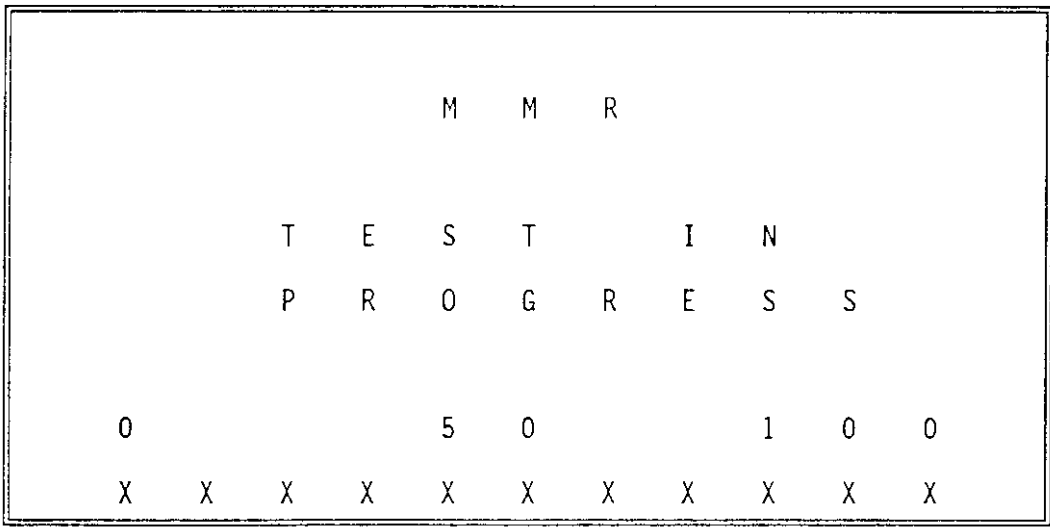 M M R
T E S T I N
P R O G R E S S
0 5 0 1 0 0
X X X X X X X X X X X